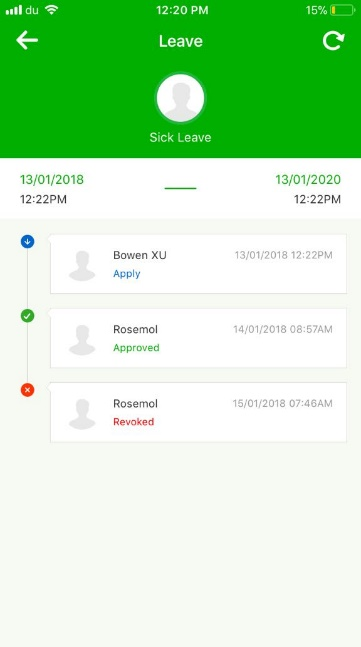 du 12:20 PM 15%
Leave
Sick Leave
13/01/2018 13/01/2020
12:22PM 12:22PM
Bowen XU 13/01/2018 12:22PM
Apply
Rosemol 14/01/2018 08:57AM
Approved
Rosemol 15/01/2018 07:46AM
Revoked